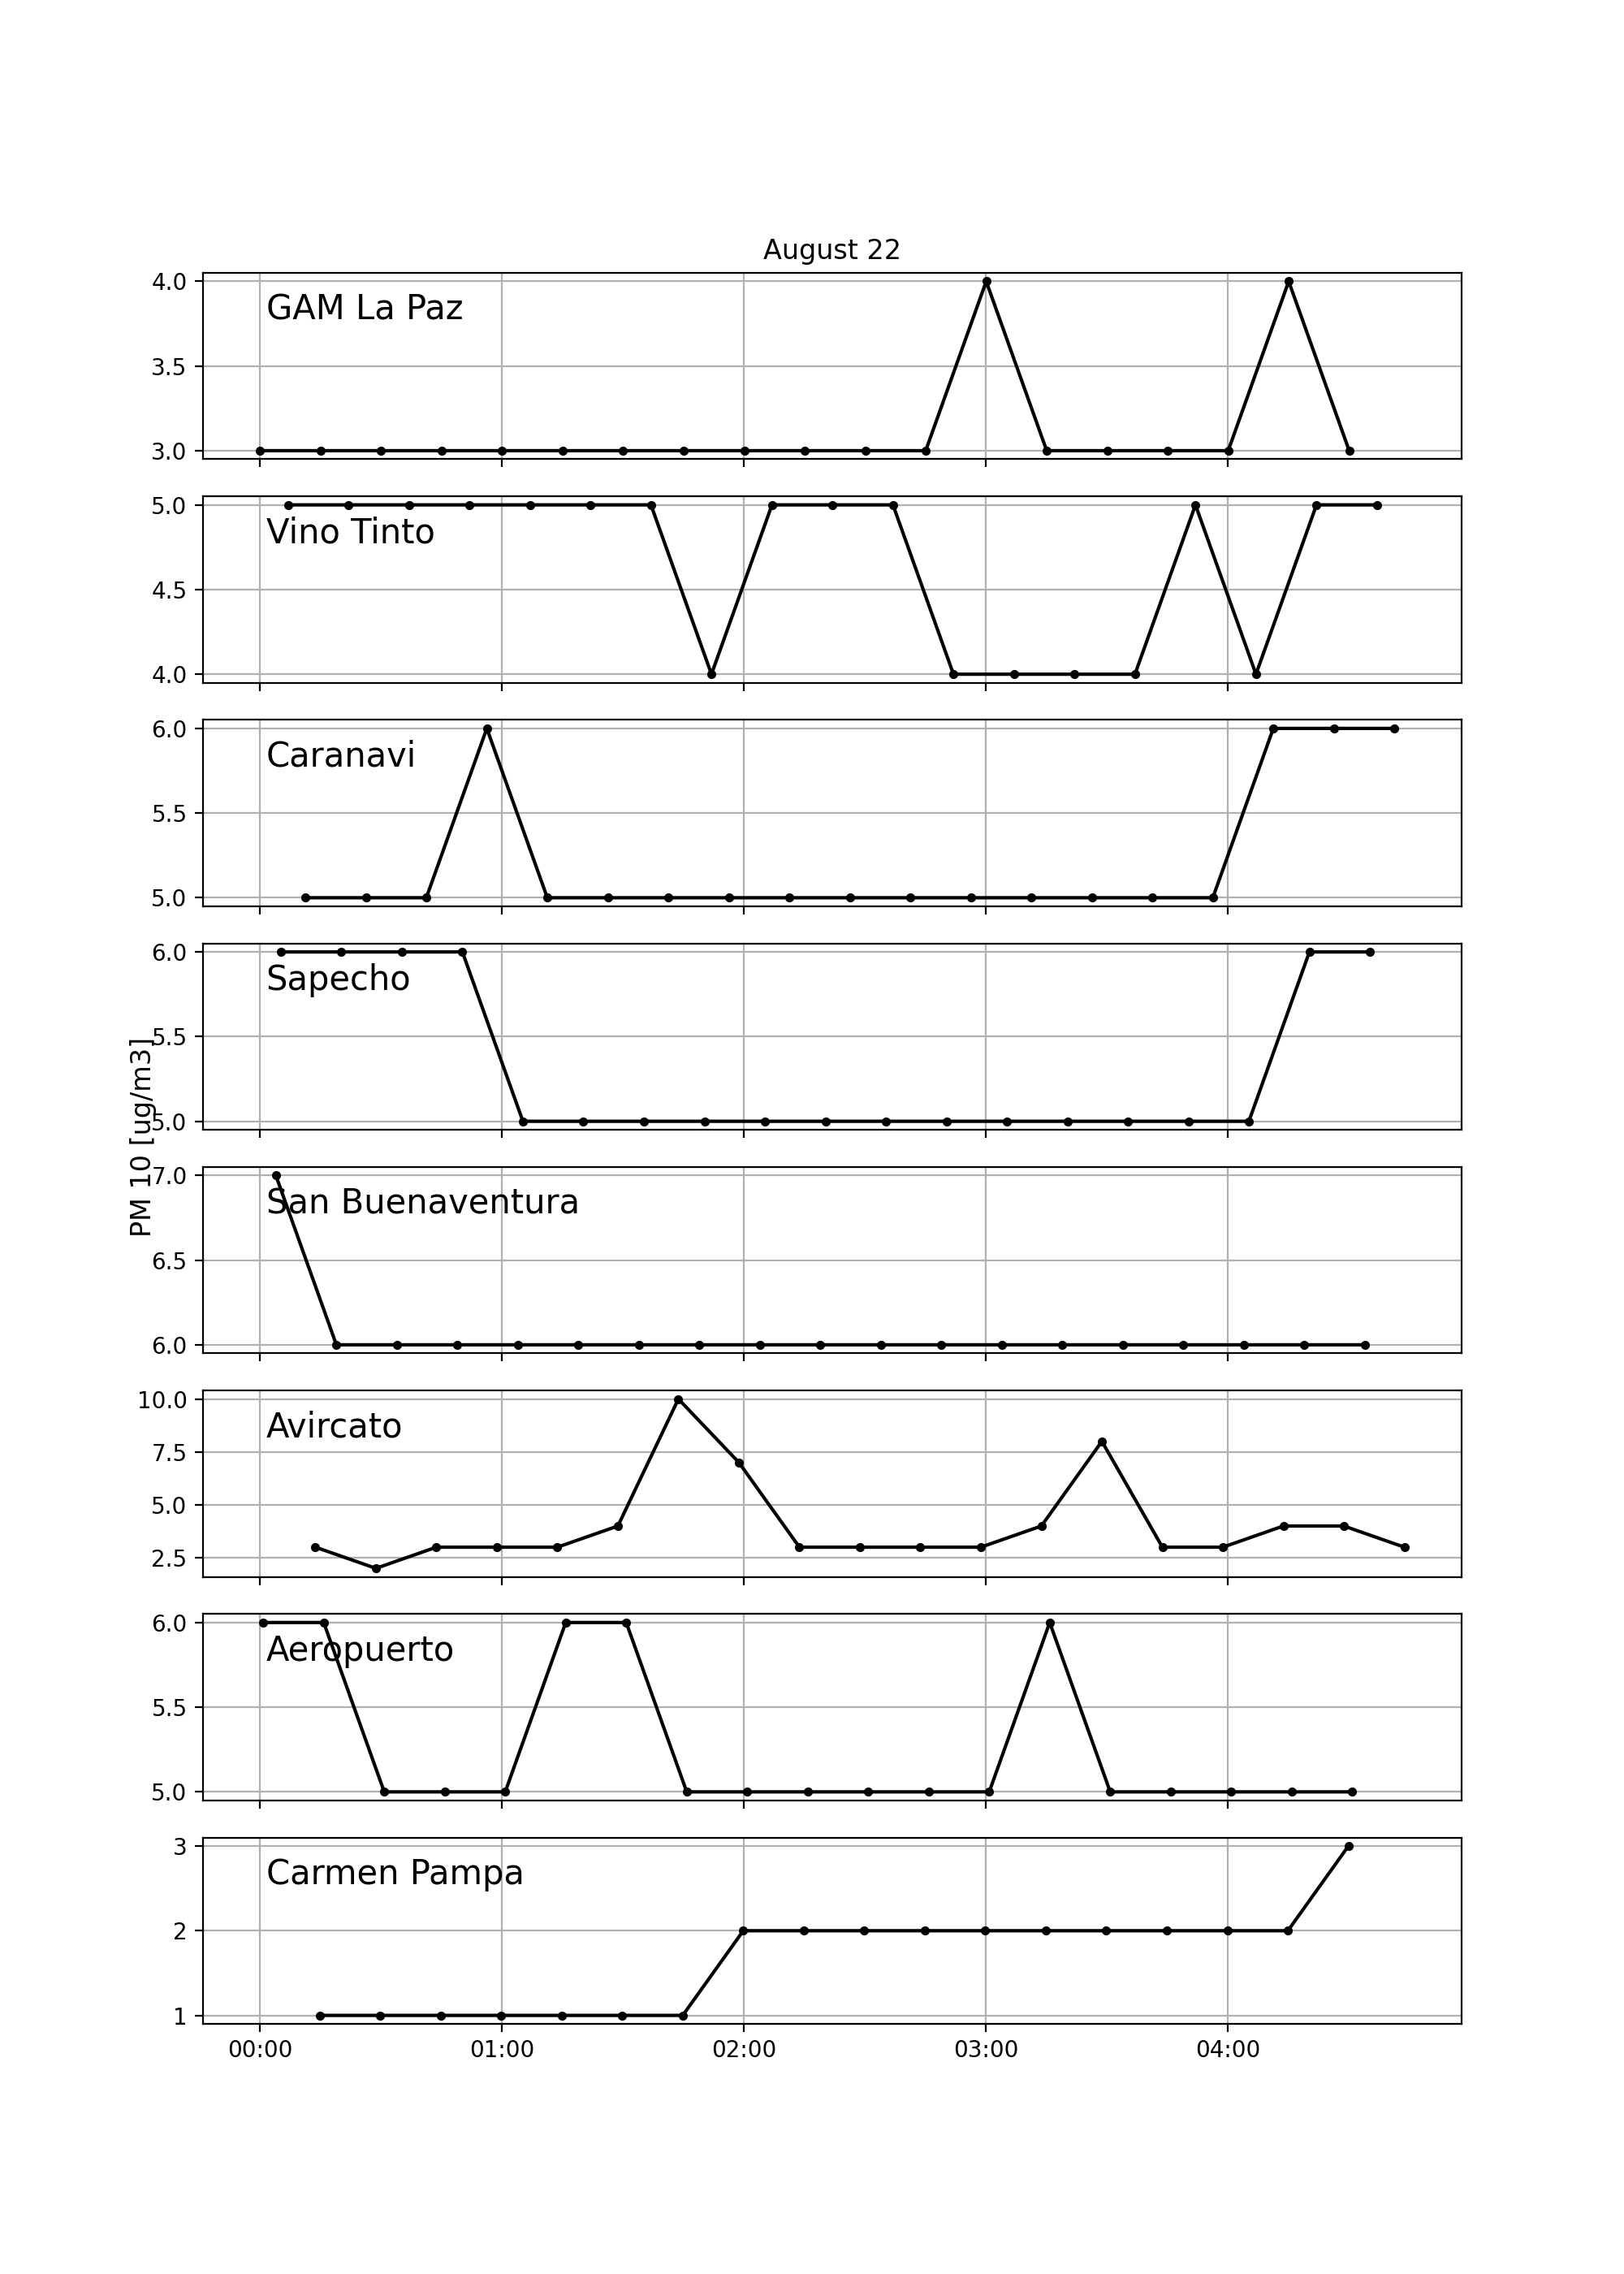 August 22
4.0
GAM La Paz
3.5
3.0
5.0
Vino Tinto
4.5
4.0
6.0
Caranavi
5.5
5.0
6.0
Sapecho
5.5
5.0
PM 10 [ug/m3]
7.0
San Buenaventura
6.5
6.0
10.0
Avircato
7.5
5.0
2.5
6.0
Aeropuerto
5.5
5.0
3
Carmen Pampa
2
1
00:00 01:00 02:00 03:00 04:00